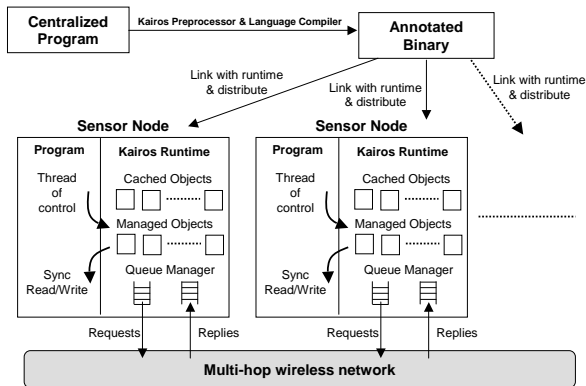 Centralized
Program
Kairos Preprocessor & Language Compiler
Annotated
Binary
Link with runtime
& distribute
Link with runtime
& distribute
Link with runtime
& distribute
Sensor Node
Program
Kairos Runtime
Thread
of
control
Cached Objects
Managed Objects
Sync
Read/Write
Queue Manager
Requests
Replies
Sensor Node
Program
Kairos Runtime
Thread
of
control
Cached Objects
Managed Objects
Sync
Read/Write
Queue Manager
Requests
Replies
Multi-hop wireless network